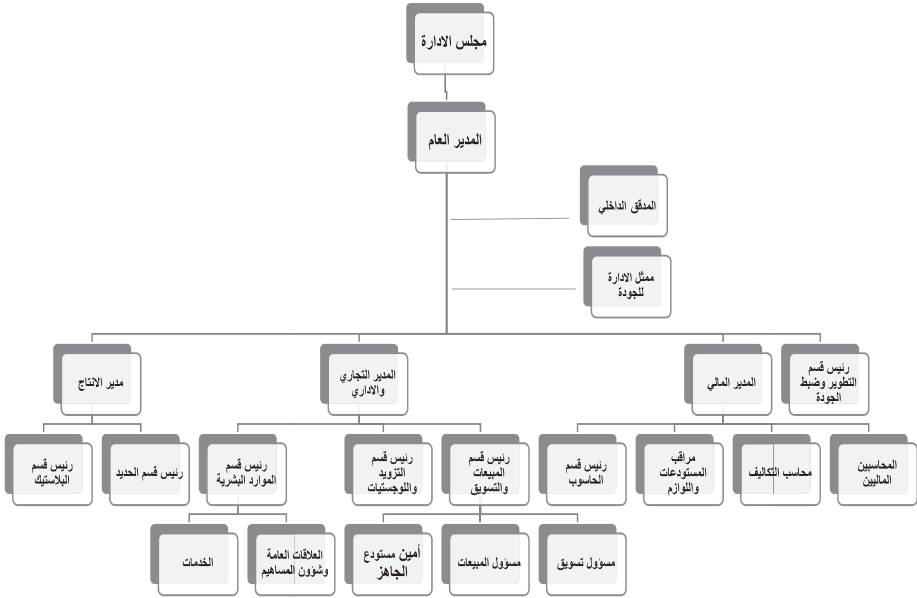 مجلس الادارة
المدير العام
المدقق الداخلي
ممثل الادارة
للجودة
رئيس قسم
التطوير وضبط
الجودة
المدير المالي
المدير التجاري
والاداري
مدير الانتاج
المحاسبين
الماليين
محاسب التكاليف
مراقب
المستودعات
واللوازم
رئيس قسم
الحاسوب
رئيس قسم
المبيعات
والتسويق
رئيس قسم
التزويد
واللوجستيات
رئيس قسم
الموارد البشرية
رئيس قسم الحديد
رئيس قسم
البلاستيك
مسؤول تسويق
مسؤول المبيعات
أمين مستودع
الجاهز
العلاقات العامة
وشؤون المساهيم
الخدمات